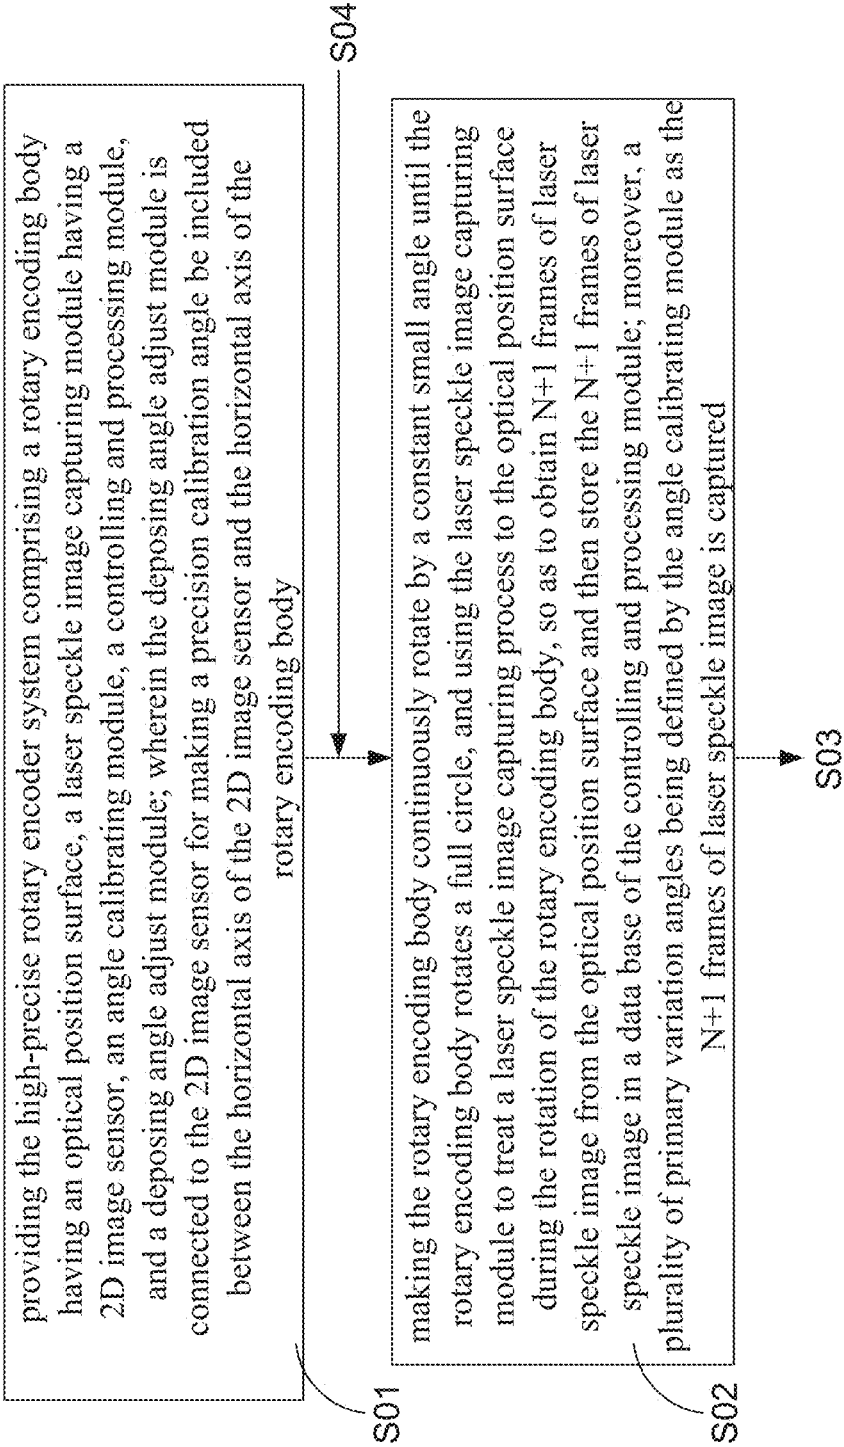 S04
providing the high-precise rotary encoder system comprising a rotary encoding body
having an optical position surface, a laser speckle image capturing module having a
2D image sensor, an angle calibrating module, a controlling and processing module,
and a deposing angle adjust module; wherein the deposing angle adjust module is
connected to the 2D image sensor for making a precision calibration angle be included
between the horizontal axis of the 2D image sensor and the horizontal axis of the
rotary encoding body
S01
making the rotary encoding body continuously rotate by a constant small angle until the
rotary encoding body rotates a full circle, and using the laser speckle image capturing
module to treat a laser speckle image capturing process to the optical position surface
during the rotation of the rotary encoding body, so as to obtain N+1 frames of laser
speckle image from the optical position surface and then store the N+1 frames of laser
speckle image in a data base of the controlling and processing module; moreover, a
plurality of primary variation angles being defined by the angle calibrating module as the
N+1 frames of laser speckle image is captured
S02
S03